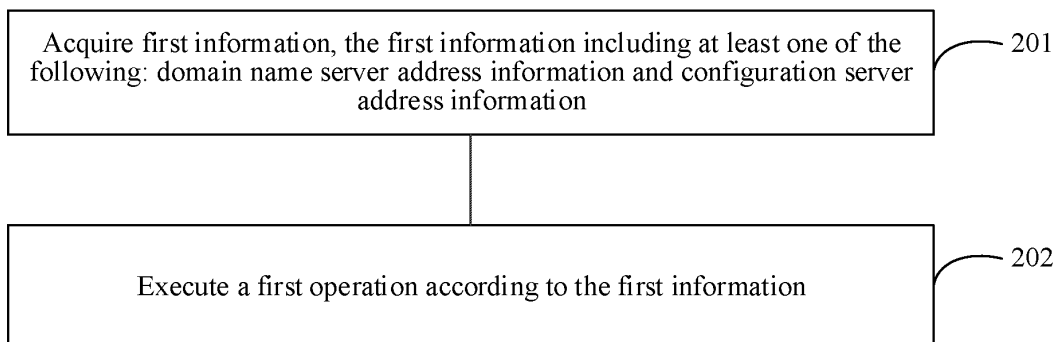 Acquire first information, the first information including at least one of the
following: domain name server address information and configuration server
address information
201
Execute a first operation according to the first information
202